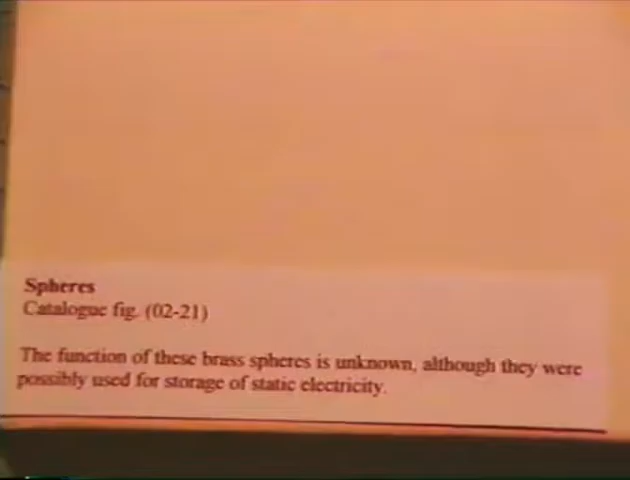 Spheres
Catalogue fig. (02-21)
The function of these brass spheres is unknown, although they were
possibly used for storage of static electricity.